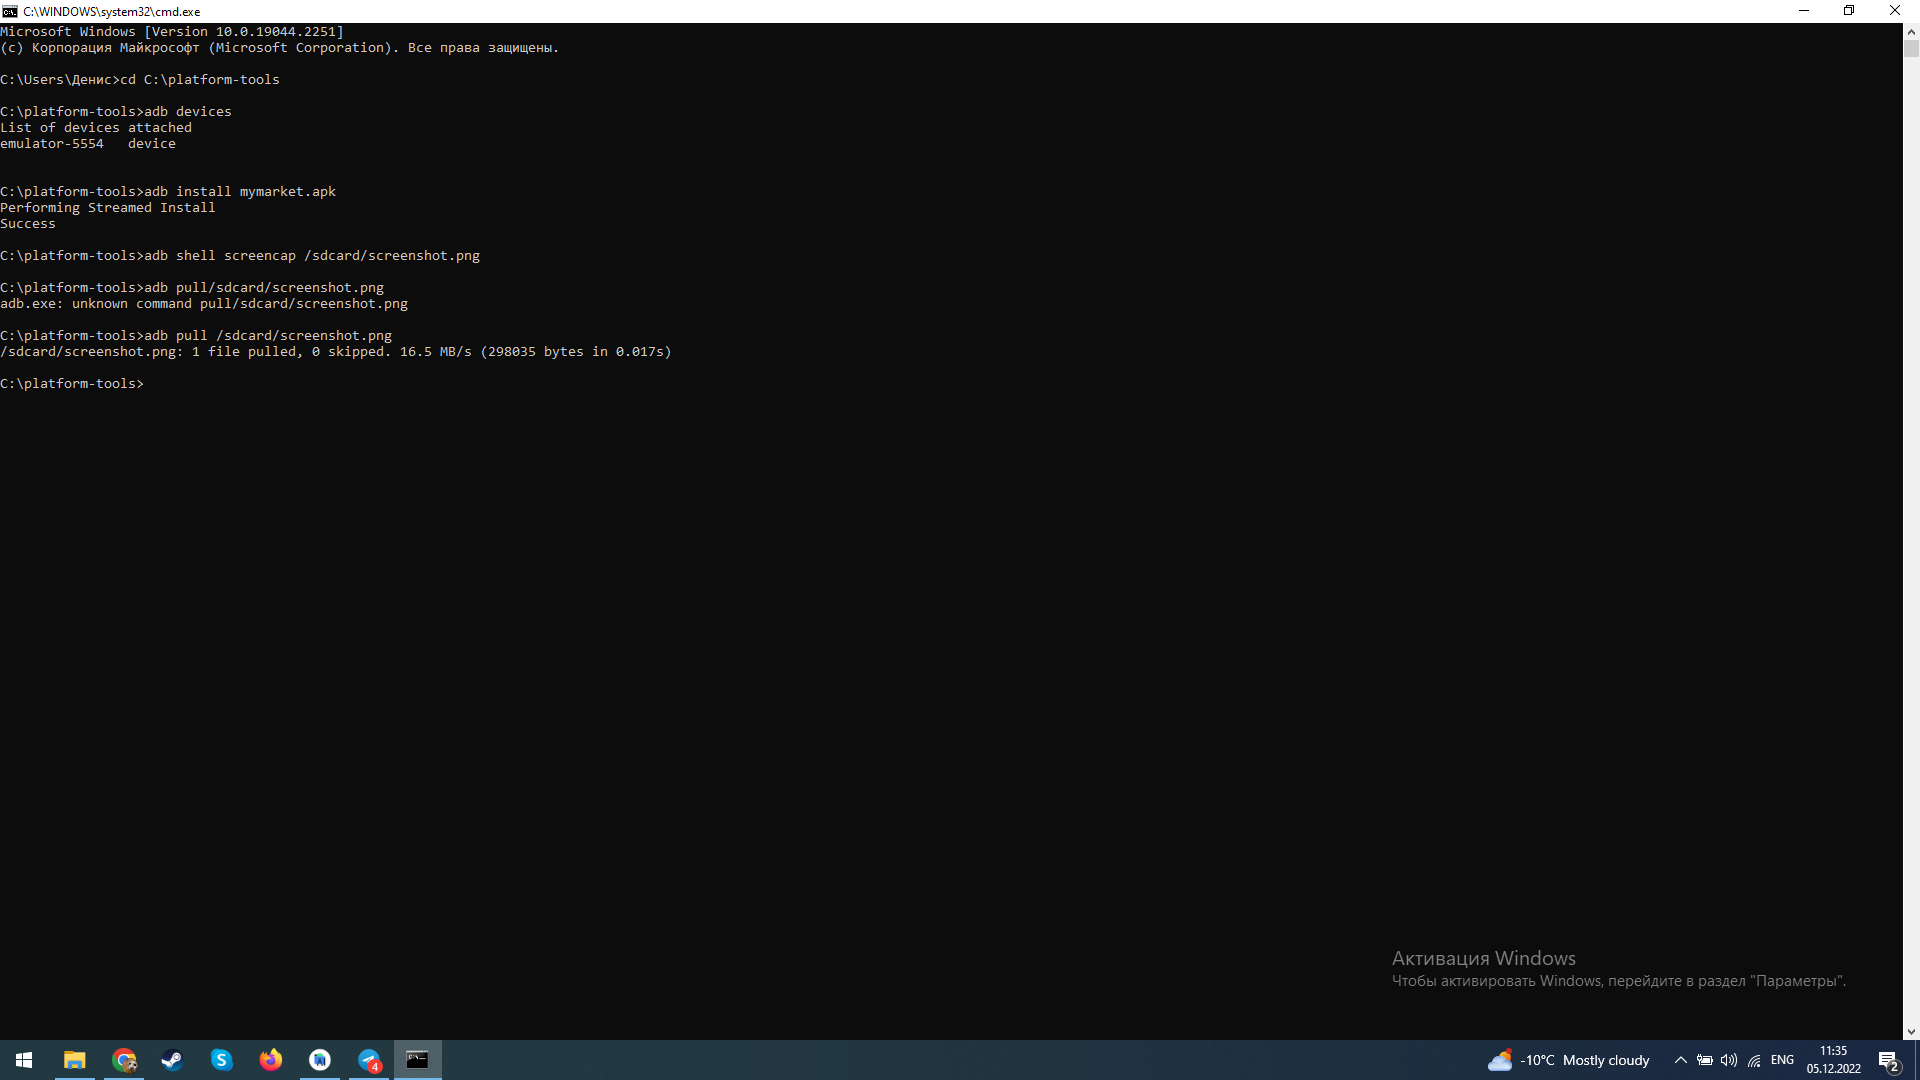 C:\WINDOWS\system32\cmd.exe
Microsoft Windows [Version 10.0.19044.2251]
(c) Корпорация Майкрософт (Microsoft Corporation). Все права защищены.
C:\Users\Денис>cd C:\platform-tools
C:\platform-tools>adb devices
List of devices attached
emulator-5554   device
C:\platform-tools>adb install mymarket.apk
Performing Streamed Install
Success
C:\platform-tools>adb shell screencap /sdcard/screenshot.png
C:\platform-tools>adb pull/sdcard/screenshot.png
adb.exe: unknown command pull/sdcard/screenshot.png
C:\platform-tools>adb pull /sdcard/screenshot.png
/sdcard/screenshot.png: 1 file pulled, 0 skipped. 16.5 MB/s (298035 bytes in 0.017s)
C:\platform-tools>
Активация Windows
Чтобы активировать Windows, перейдите в раздел "Параметры".
4
-10°C Mostly cloudy
ENG
11:35
05.12.2022
2